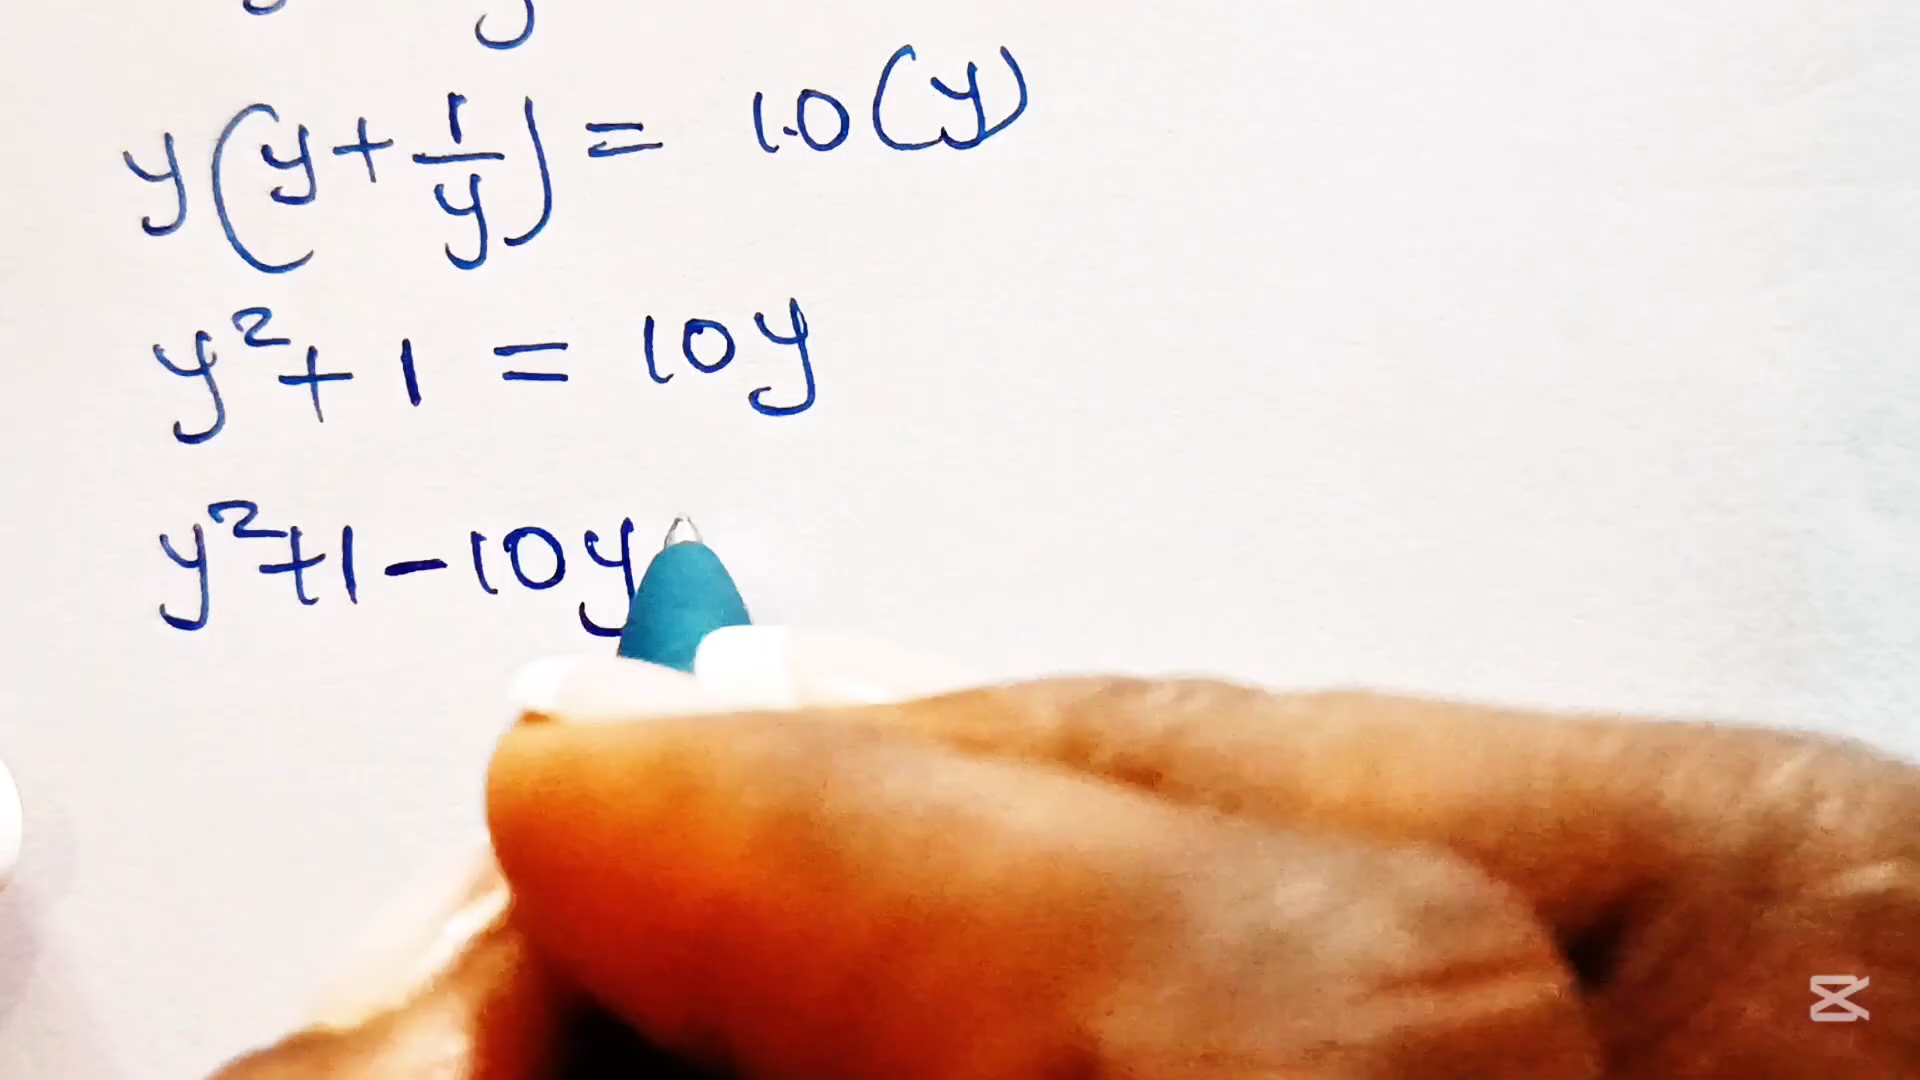 y(y+1/y) = 10(y)
y²+1 = 10y
y²+1-10y